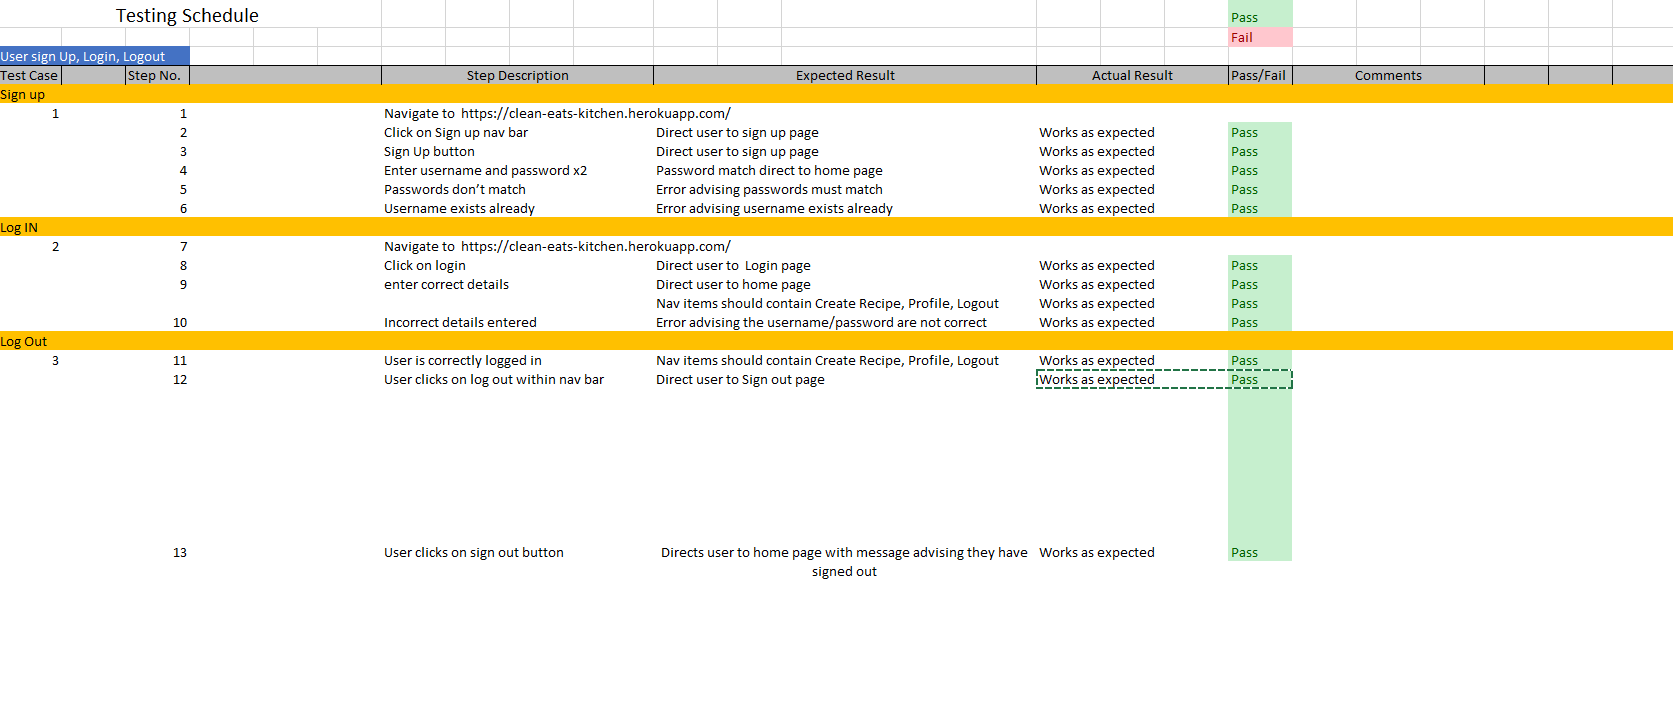 Testing Schedule Pass
Fail
User sign Up, Login, Logout
Test Case Step No. Step Description Expected Result Actual Result Pass/Fail Comments
Sign up
1 1 Navigate to  https://clean-eats-kitchen.herokuapp.com/
2 Click on Sign up nav bar Direct user to sign up page Works as expected Pass
3 Sign Up button Direct user to sign up page Works as expected Pass
4 Enter username and password x2 Password match direct to home page Works as expected Pass
5 Passwords don’t match Error advising passwords must match Works as expected Pass
6 Username exists already Error advising username exists already Works as expected Pass
Log IN
2 7 Navigate to  https://clean-eats-kitchen.herokuapp.com/
8 Click on login Direct user to  Login page Works as expected Pass
9 enter correct details Direct user to home page Works as expected Pass
Nav items should contain Create Recipe, Profile, Logout Works as expected Pass
10 Incorrect details entered Error advising the username/password are not correct Works as expected Pass
Log Out
3 11 User is correctly logged in Nav items should contain Create Recipe, Profile, Logout Works as expected Pass
12 User clicks on log out within nav bar Direct user to Sign out page Works as expected Pass
13 User clicks on sign out button Directs user to home page with message advising they have Works as expected Pass
signed out